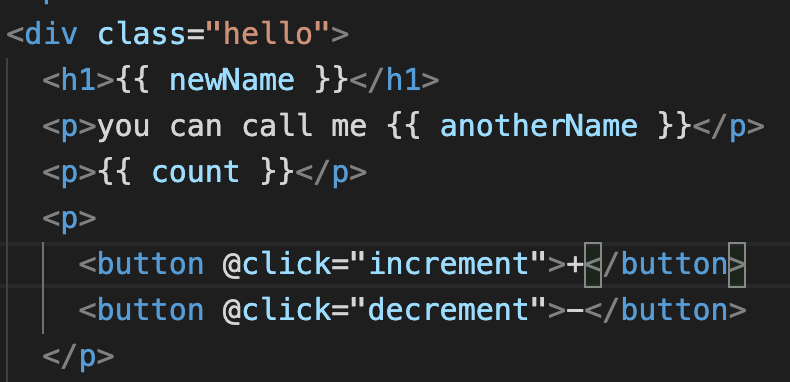 <div class="hello">
<h1>{{ newName }}</h1>
<p>you can call me {{ anotherName }}</p>
<p>{{ count }}</p>
<p>
<button @click="increment">+</button>
<button @click="decrement">-</button>
</p>